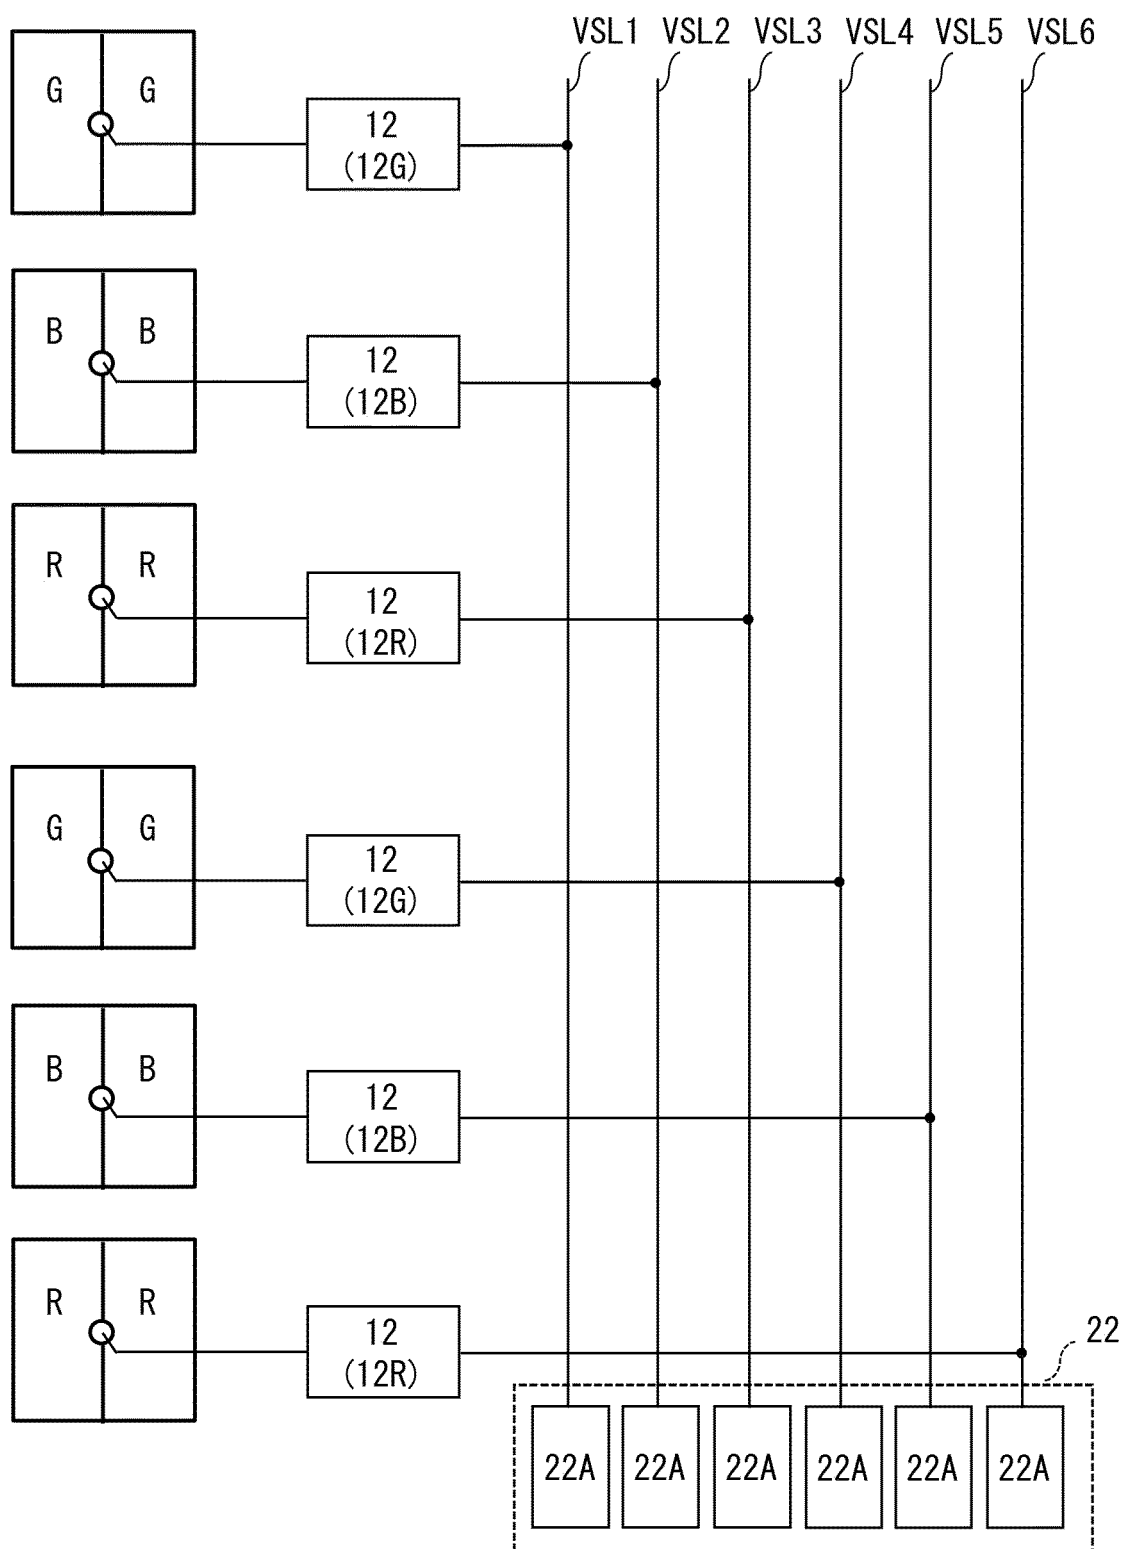 VSL1 VSL2 VSL3 VSL4 VSL5 VSL6
G G
12
(12G)
B B
12
(12B)
R R
12
(12R)
G G
12
(12G)
B B
12
(12B)
R R
12
(12R)
22
22A 22A 22A 22A 22A 22A